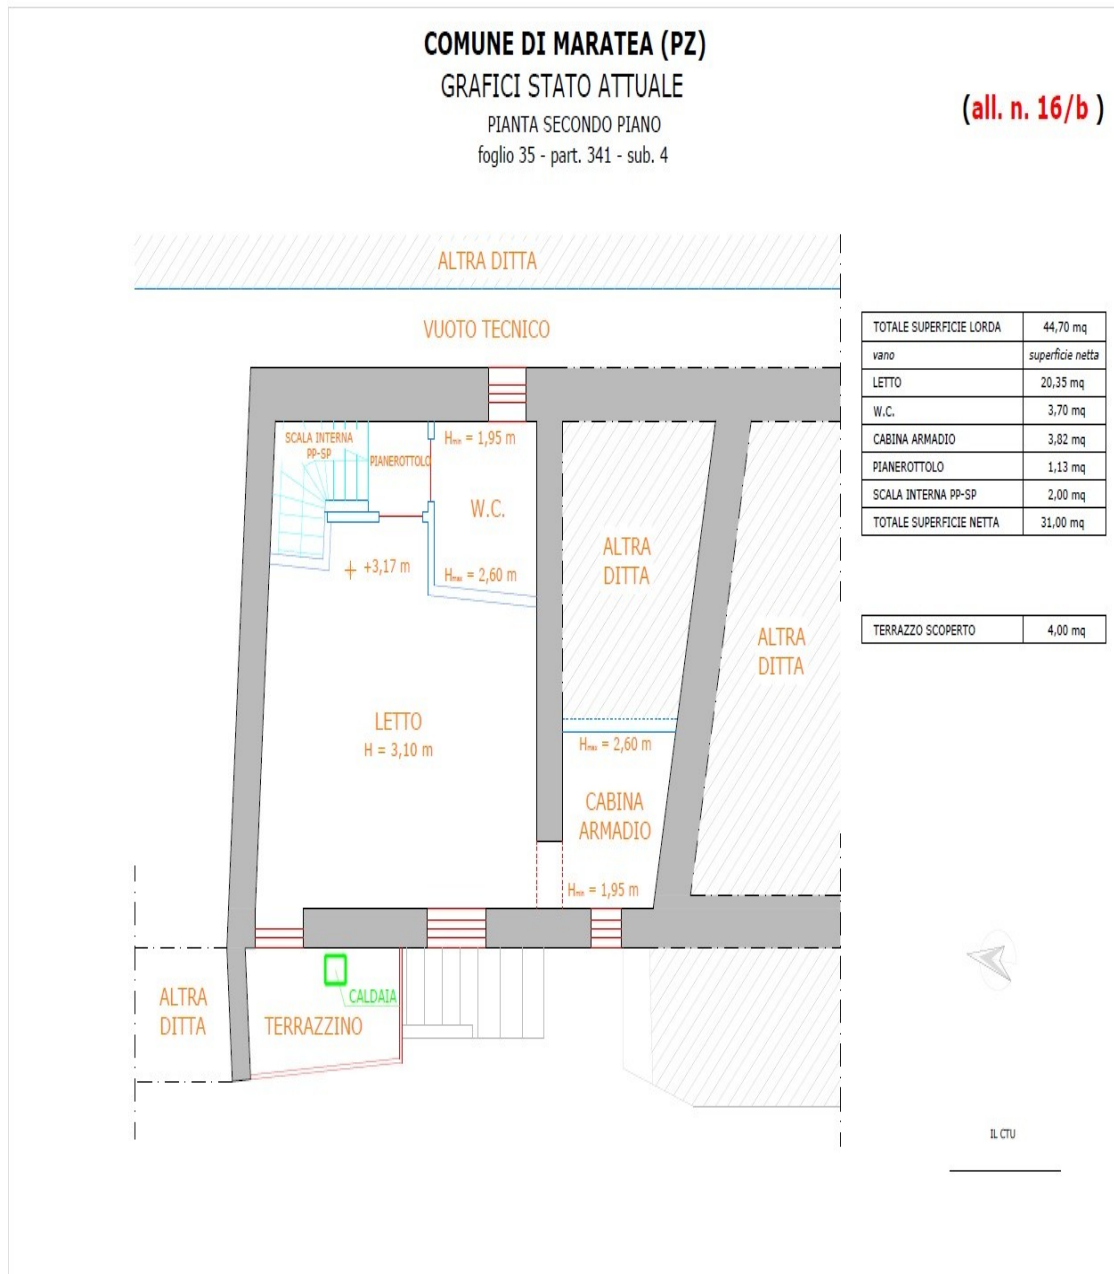 COMUNE DI MARATEA (PZ)
GRAFICI STATO ATTUALE
PIANTA SECONDO PIANO
foglio 35 - part. 341 - sub. 4
(all. n. 16/b )
ALTRA DITTA
VUOTO TECNICO
TOTALE SUPERFICIE LORDA 44,70 mq
vano superficie netta
LETTO 20,35 mq
W.C. 3,70 mq
CABINA ARMADIO 3,82 mq
PIANEROTTOLO 1,13 mq
SCALA INTERNA PP-SP 2,00 mq
TOTALE SUPERFICIE NETTA 31,00 mq
TERRAZZO SCOPERTO 4,00 mq
SCALA INTERNA
PP-SP
PIANEROTTOLO
Hmin = 1,95 m
W.C.
Hmax = 2,60 m
+3,17 m
ALTRA
DITTA
ALTRA
DITTA
LETTO
H = 3,10 m
Hmax = 2,60 m
CABINA
ARMADIO
Hmin = 1,95 m
ALTRA
DITTA
CALDAIA
TERRAZZINO
IL CTU